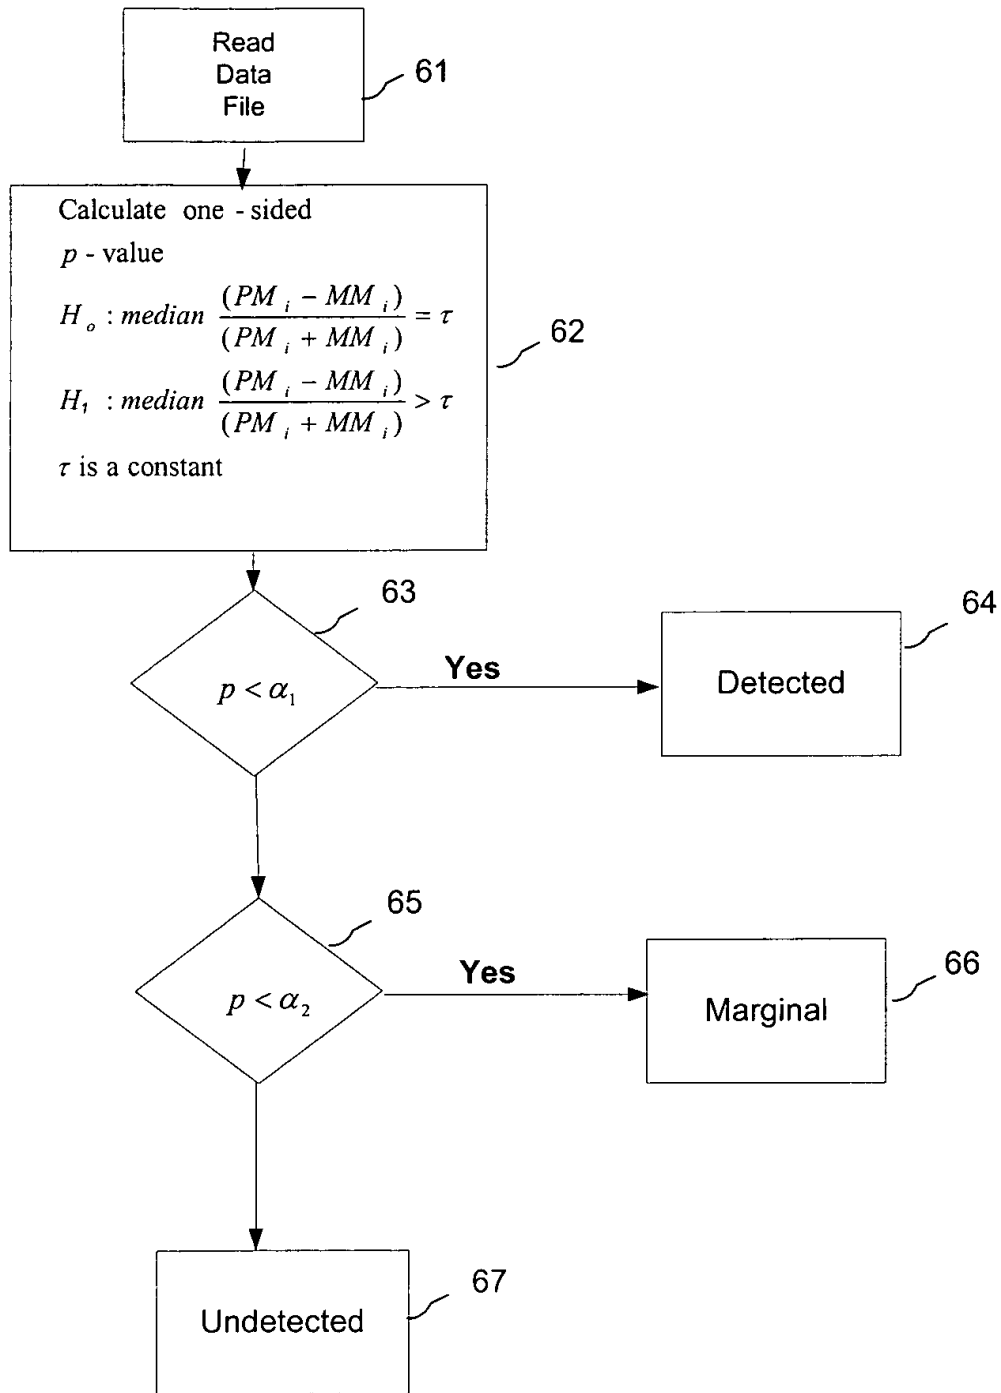 Read
Data
File
61
Calculate one - sided
p - value
H_o : median (PM_i − MM_i) / (PM_i + MM_i) = τ
H_1 : median (PM_i − MM_i) / (PM_i + MM_i) > τ
τ is a constant
62
63
p < α_1
Yes
64
Detected
65
p < α_2
Yes
66
Marginal
67
Undetected